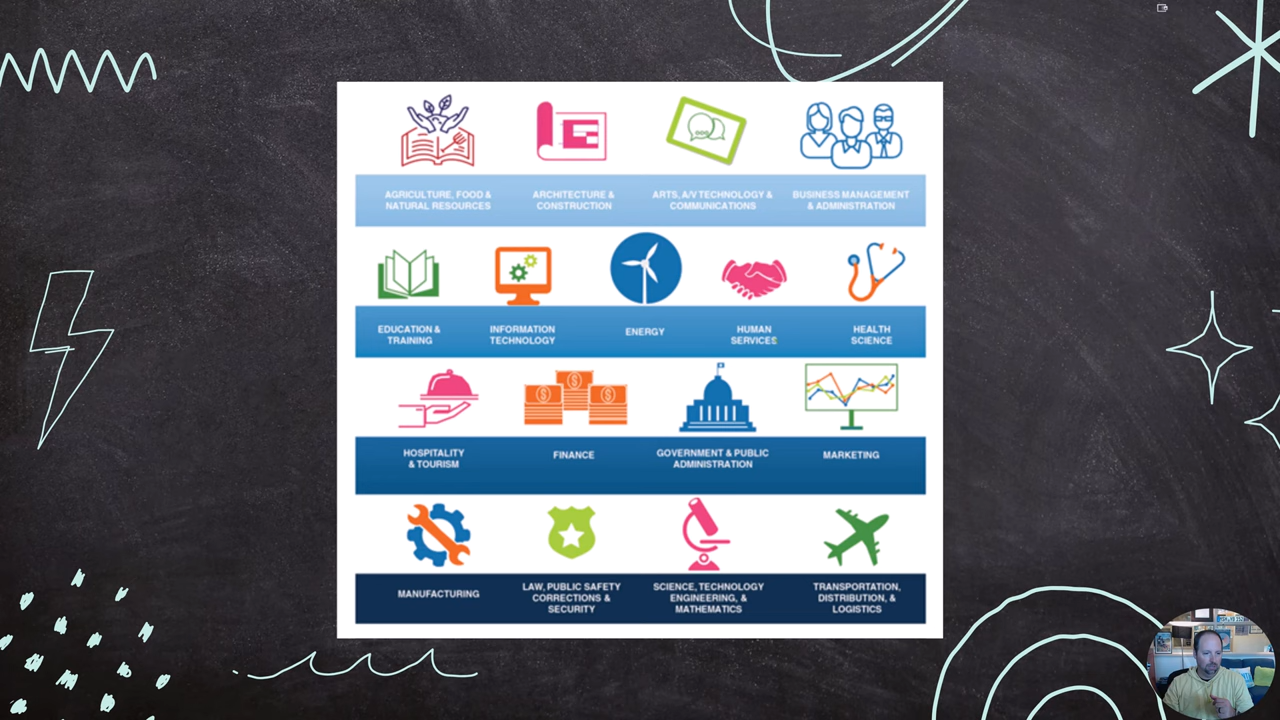 AGRICULTURE, FOOD &
NATURAL RESOURCES
ARCHITECTURE &
CONSTRUCTION
ARTS, A/V TECHNOLOGY &
COMMUNICATIONS
BUSINESS MANAGEMENT
& ADMINISTRATION
EDUCATION &
TRAINING
INFORMATION
TECHNOLOGY
ENERGY
HUMAN
SERVICES
HEALTH
SCIENCE
HOSPITALITY
& TOURISM
FINANCE
GOVERNMENT & PUBLIC
ADMINISTRATION
MARKETING
MANUFACTURING
LAW, PUBLIC SAFETY
CORRECTIONS &
SECURITY
SCIENCE, TECHNOLOGY
ENGINEERING, &
MATHEMATICS
TRANSPORTATION,
DISTRIBUTION, &
LOGISTICS